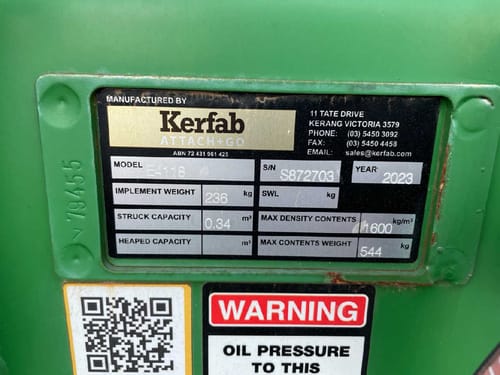 MANUFACTURED BY
Kerfab
ATTACH+GO
ABN 72 431 961 425
11 TATE DRIVE
KERANG VICTORIA 3579
PHONE: (03) 5450 3092
FAX: (03) 5450 4458
EMAIL: sales@kerfab.com
MODEL
S/N S872703 YEAR 2023
IMPLEMENT WEIGHT 236 kg
SWL kg
STRUCK CAPACITY 0.34 m³
MAX DENSITY CONTENTS 1600 kg/m³
HEAPED CAPACITY m³
MAX CONTENTS WEIGHT 544 kg
79455
WARNING
OIL PRESSURE TO
THIS